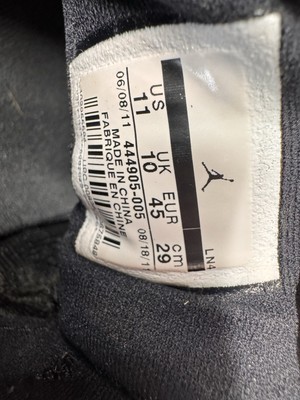 US UK EUR cm
11 10 45 29
06/08/11 444905-005 08/18/11
MADE IN CHINA
FABRIQUE EN CHINE
LN4